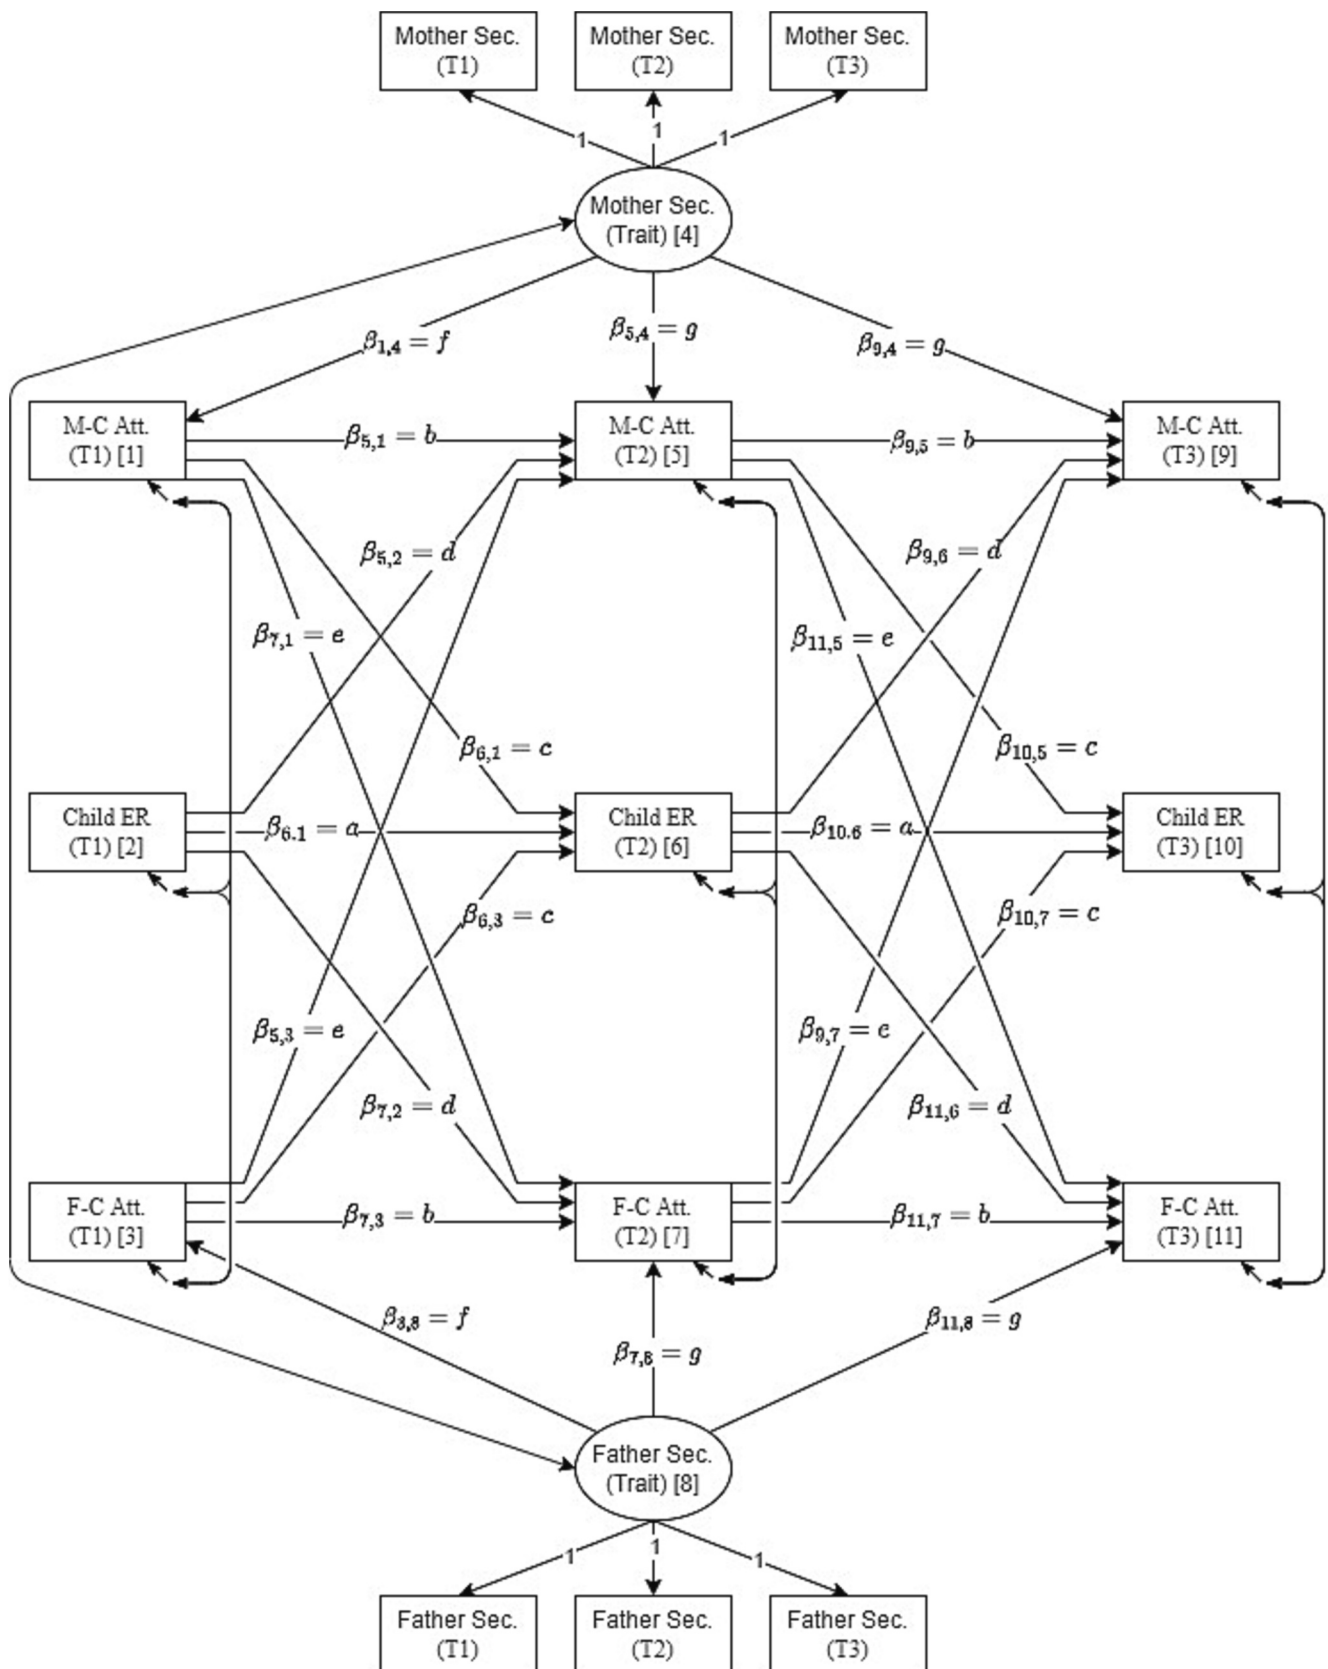 Mother Sec.
(T1)
Mother Sec.
(T2)
Mother Sec.
(T3)
1
1
1
Mother Sec.
(Trait) [4]
β1,4 = f
β5,4 = g
β9,4 = g
M-C Att.
(T1) [1]
β5,1 = b
M-C Att.
(T2) [5]
β9,5 = b
M-C Att.
(T3) [9]
β5,2 = d
β9,6 = d
β7,1 = e
β11,5 = e
β6,1 = c
β10,5 = c
Child ER
(T1) [2]
β6.1 = a
Child ER
(T2) [6]
β10.6 = a
Child ER
(T3) [10]
β6,3 = c
β10,7 = c
β5,3 = e
β9,7 = e
β7,2 = d
β11,6 = d
F-C Att.
(T1) [3]
β7,3 = b
F-C Att.
(T2) [7]
β11,7 = b
F-C Att.
(T3) [11]
β3,8 = f
β7,8 = g
β11,8 = g
Father Sec.
(Trait) [8]
1
1
1
Father Sec.
(T1)
Father Sec.
(T2)
Father Sec.
(T3)